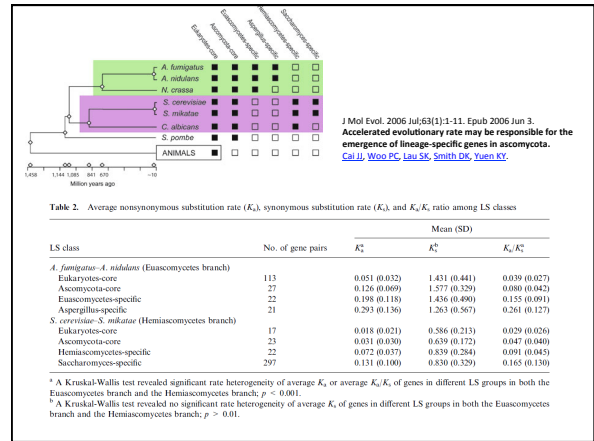 Eukaryotes-core
Ascomycota-core
Euascomycetes-specific
Aspergillus-specific
Hemiascomycetes-specific
Saccharomyces-specific
A. fumigatus
A. nidulans
N. crassa
S. cerevisiae
S. mikatae
C. albicans
S. pombe
ANIMALS
1,458 1,144 1,085 841 670 ~10
Million years ago
J Mol Evol. 2006 Jul;63(1):1-11. Epub 2006 Jun 3.
Accelerated evolutionary rate may be responsible for the
emergence of lineage-specific genes in ascomycota.
Cai JJ, Woo PC, Lau SK, Smith DK, Yuen KY.
Table 2. Average nonsynonymous substitution rate (Ka), synonymous substitution rate (Ks), and Ka/Ks ratio among LS classes
Mean (SD)
LS class No. of gene pairs Ka^a Ks^b Ka/Ks^a
A. fumigatus–A. nidulans (Euascomycetes branch)
Eukaryotes-core 113 0.051 (0.032) 1.431 (0.441) 0.039 (0.027)
Ascomycota-core 27 0.126 (0.069) 1.577 (0.329) 0.080 (0.042)
Euascomycetes-specific 22 0.198 (0.118) 1.436 (0.490) 0.155 (0.091)
Aspergillus-specific 21 0.293 (0.136) 1.263 (0.567) 0.261 (0.127)
S. cerevisiae–S. mikatae (Hemiascomycetes branch)
Eukaryotes-core 17 0.018 (0.021) 0.586 (0.213) 0.029 (0.026)
Ascomycota-core 23 0.031 (0.030) 0.639 (0.172) 0.047 (0.040)
Hemiascomycetes-specific 22 0.072 (0.037) 0.839 (0.284) 0.091 (0.045)
Saccharomyces-specific 297 0.131 (0.100) 0.830 (0.329) 0.165 (0.130)
a A Kruskal-Wallis test revealed significant rate heterogeneity of average Ka or average Ka/Ks of genes in different LS groups in both the
Euascomycetes branch and the Hemiascomycetes branch; p < 0.001.
b A Kruskal-Wallis test revealed no significant rate heterogeneity of average Ks of genes in different LS groups in both the Euascomycetes
branch and the Hemiascomycetes branch; p > 0.01.